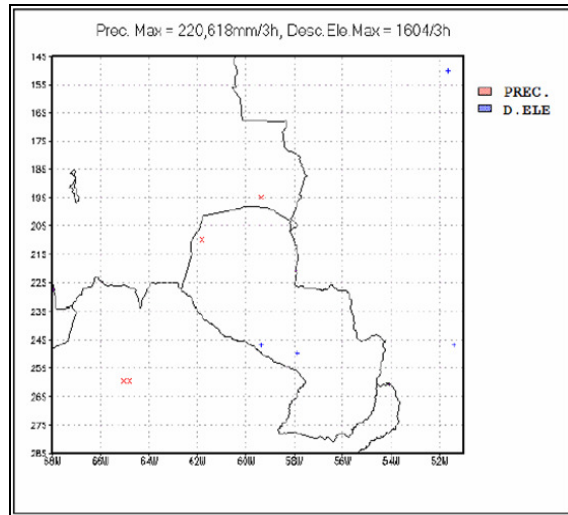 Prec. Max = 220,618mm/3h, Desc.Ele.Max = 1604/3h
14S
15S
16S
17S
18S
19S
20S
21S
22S
23S
24S
25S
26S
27S
28S
68W 66W 64W 62W 60W 58W 56W 54W 52W
PREC.
D.ELE